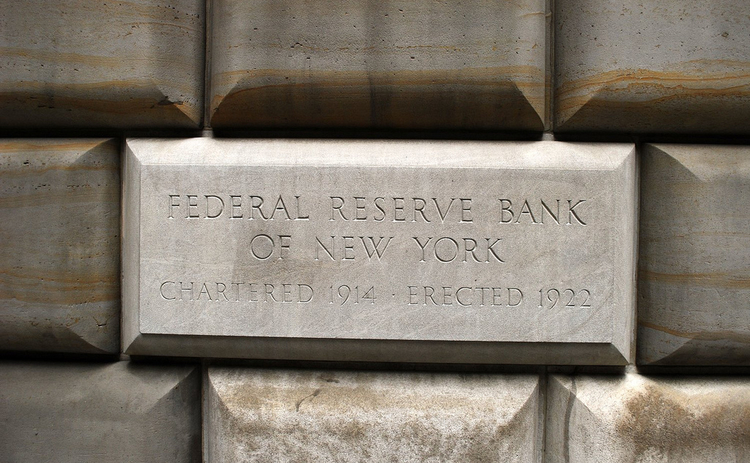 FEDERAL RESERVE BANK
OF NEW YORK
CHARTERED 1914 · ERECTED 1922